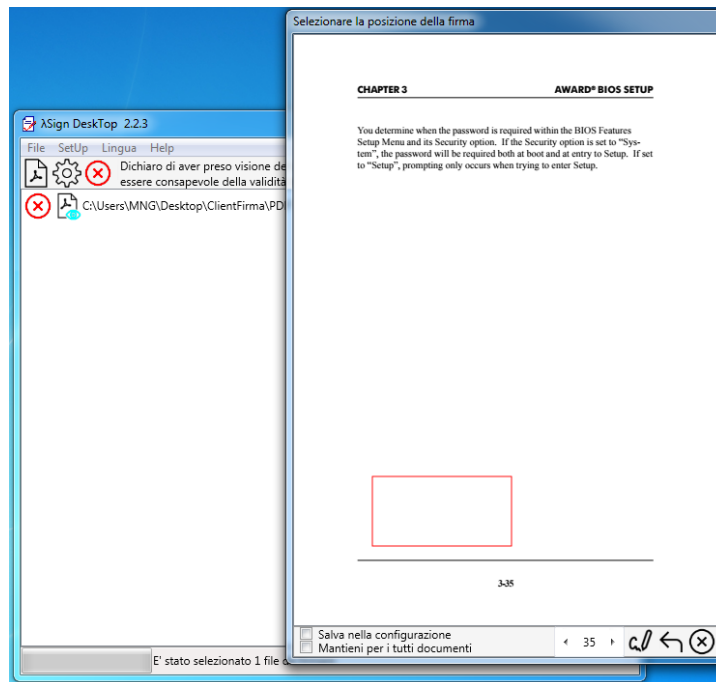 Selezionare la posizione della firma
CHAPTER 3 AWARD® BIOS SETUP
You determine when the password is required within the BIOS Features
Setup Menu and its Security option. If the Security option is set to “Sys-
tem”, the password will be required both at boot and at entry to Setup. If set
to “Setup”, prompting only occurs when trying to enter Setup.
3-35
Salva nella configurazione
Mantieni per i tutti documenti
35
λSign DeskTop 2.2.3
File SetUp Lingua Help
Dichiaro di aver preso visione de
essere consapevole della validità
C:\Users\MNG\Desktop\ClientFirma\PD
E' stato selezionato 1 file